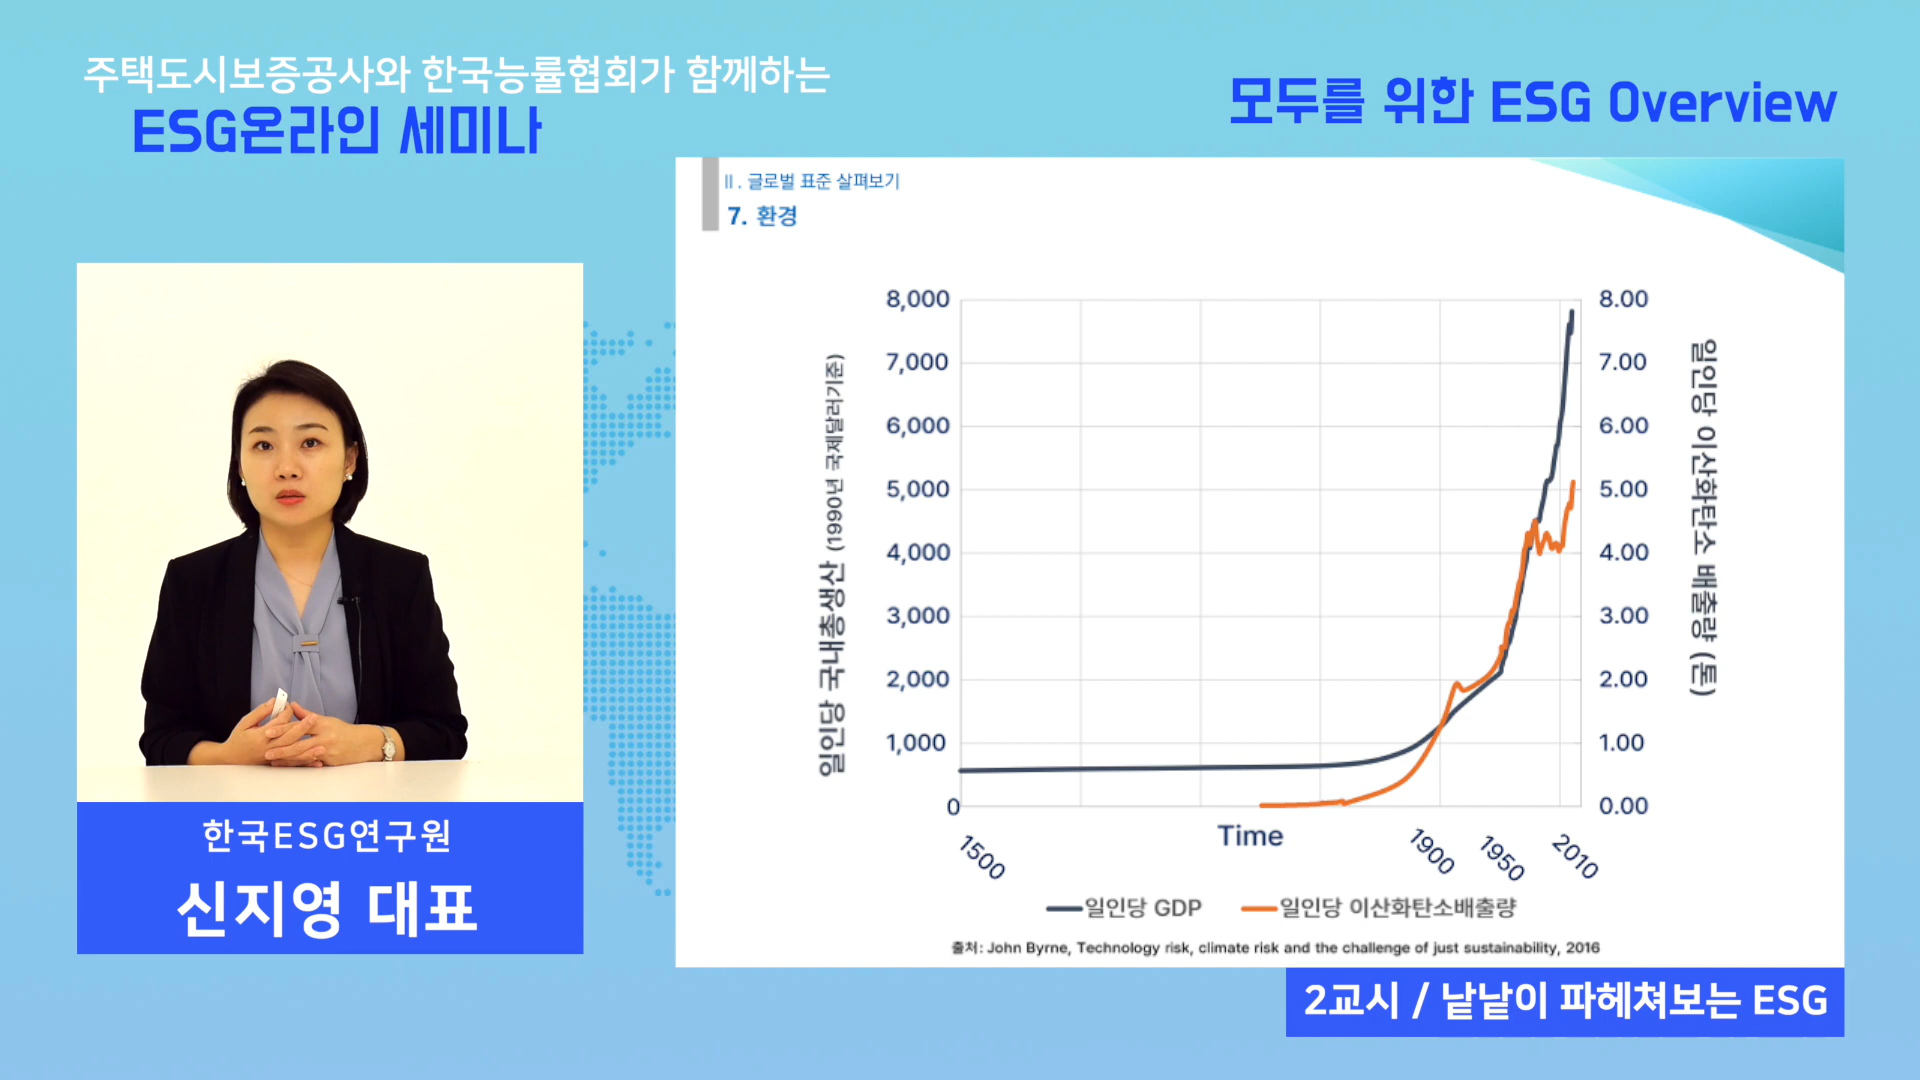 주택도시보증공사와 한국능률협회가 함께하는
ESG온라인 세미나
모두를 위한 ESG Overview
Ⅱ. 글로벌 표준 살펴보기
7. 환경
일인당 국내총생산 (1990년 국제달러기준)
8,000
7,000
6,000
5,000
4,000
3,000
2,000
1,000
0
8.00
7.00
6.00
5.00
4.00
3.00
2.00
1.00
0.00
일인당 이산화탄소 배출량 (톤)
1500
Time
1900
1950
2010
일인당 GDP
일인당 이산화탄소배출량
출처: John Byrne, Technology risk, climate risk and the challenge of just sustainability, 2016
한국ESG연구원
신지영 대표
2교시 / 낱낱이 파헤쳐보는 ESG